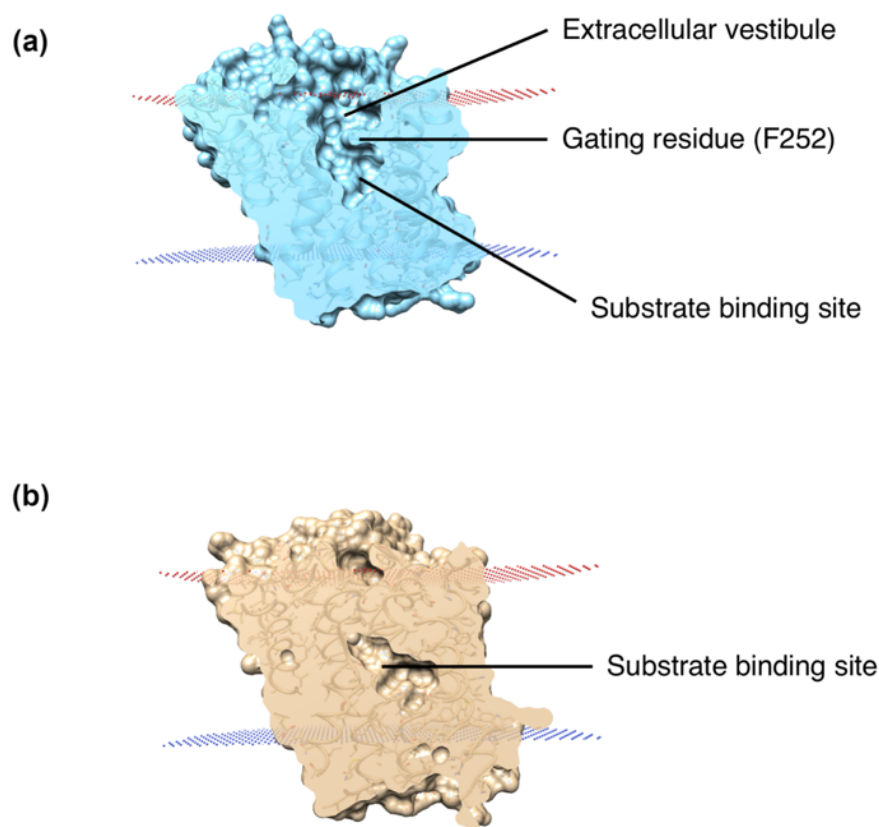 (a)
Extracellular vestibule
Gating residue (F252)
Substrate binding site
(b)
Substrate binding site